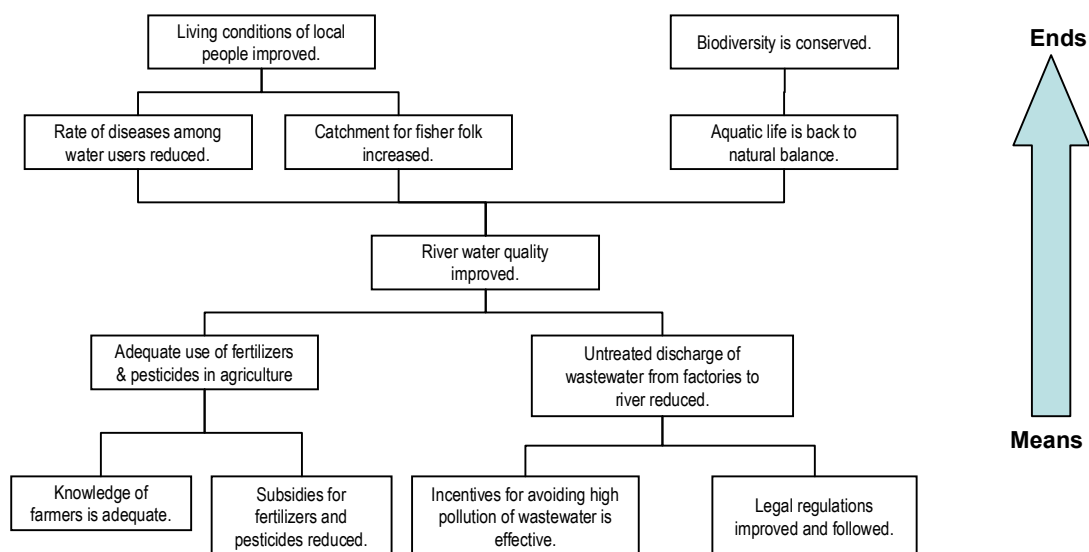 Living conditions of local
people improved.
Biodiversity is conserved.
Ends
Rate of diseases among
water users reduced.
Catchment for fisher folk
increased.
Aquatic life is back to
natural balance.
River water quality
improved.
Adequate use of fertilizers
& pesticides in agriculture
Untreated discharge of
wastewater from factories to
river reduced.
Means
Knowledge of
farmers is adequate.
Subsidies for
fertilizers and
pesticides reduced.
Incentives for avoiding high
pollution of wastewater is
effective.
Legal regulations
improved and followed.